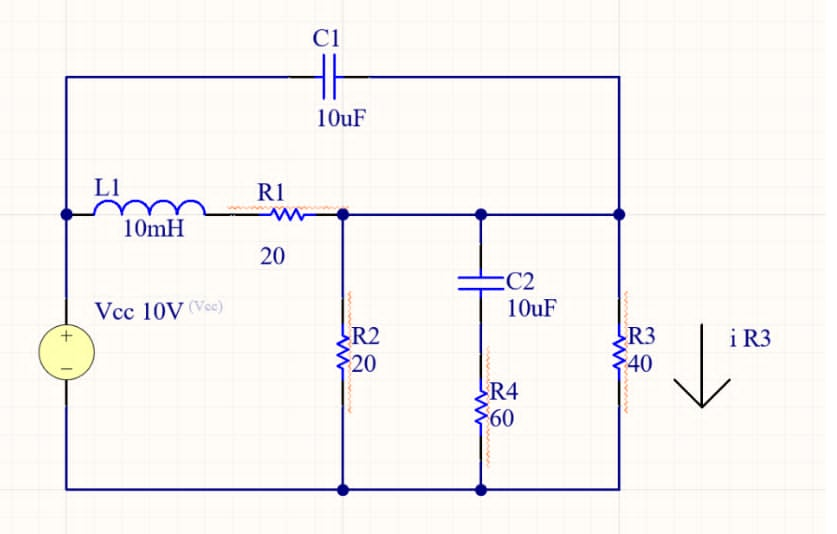 C1
10uF
L1
10mH
R1
20
Vcc 10V (Vcc)
+
−
R2
20
C2
10uF
R4
60
R3
40
i R3